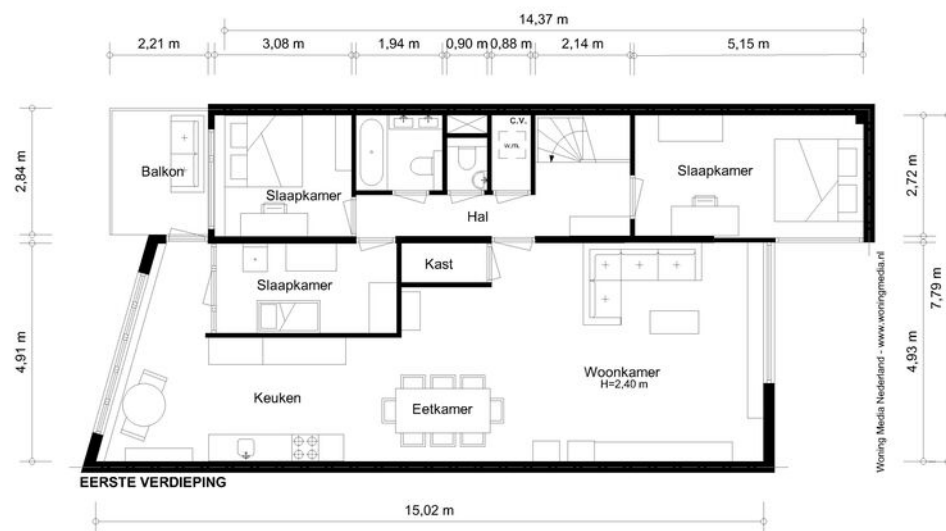 14,37 m
2,21 m
3,08 m
1,94 m
0,90 m
0,88 m
2,14 m
5,15 m
C.V.
w.m.
2,84 m
Balkon
Slaapkamer
Slaapkamer
2,72 m
Hal
Kast
Slaapkamer
7,79 m
4,91 m
4,93 m
Woonkamer
H=2,40 m
Keuken
Eetkamer
Woning Media Nederland - www.woningmedia.nl
EERSTE VERDIEPING
15,02 m